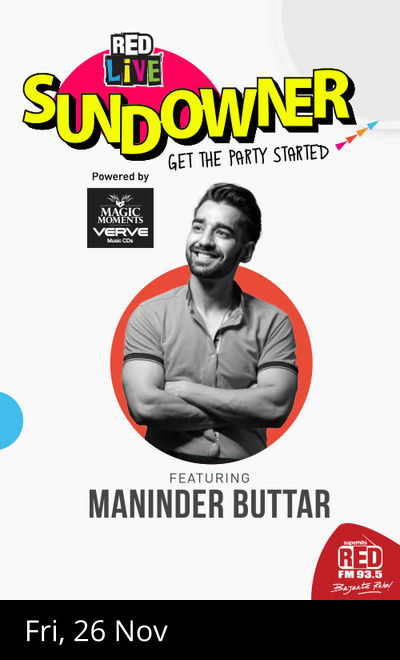 RED
LiVE
SUNDOWNER
GET THE PARTY STARTED
Powered by
MAGIC
MOMENTS
VERVE
Music CDs
FEATURING
MANINDER BUTTAR
superhits
RED
FM 93.5
Bajaate Raho!
Fri, 26 Nov